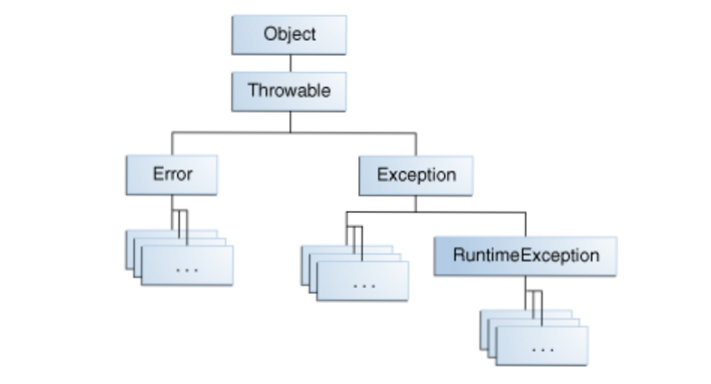 Object
Throwable
Error
Exception
RuntimeException
...
...
...